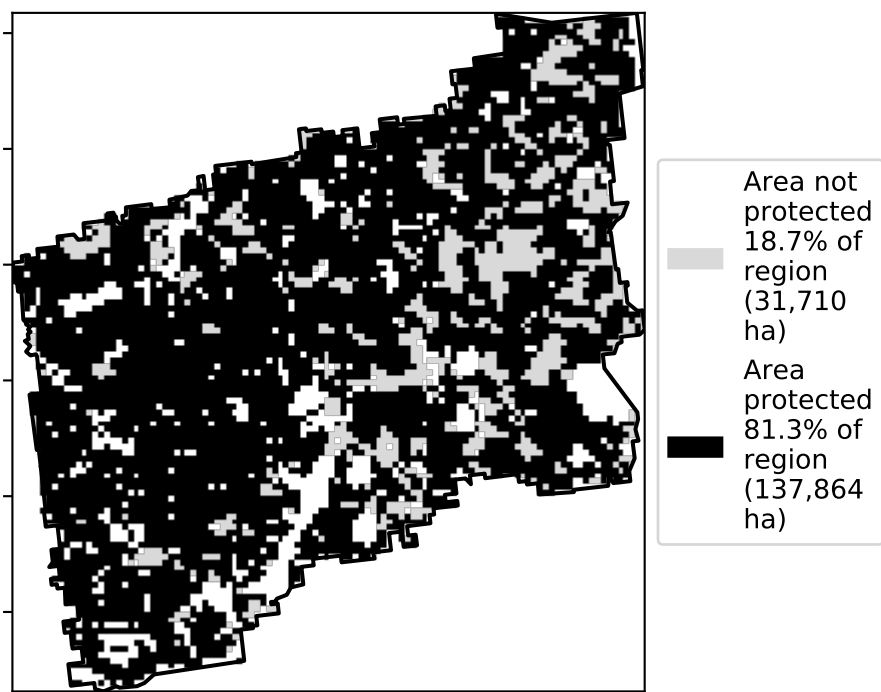 Area not
protected
18.7% of
region
(31,710
ha)
Area
protected
81.3% of
region
(137,864
ha)